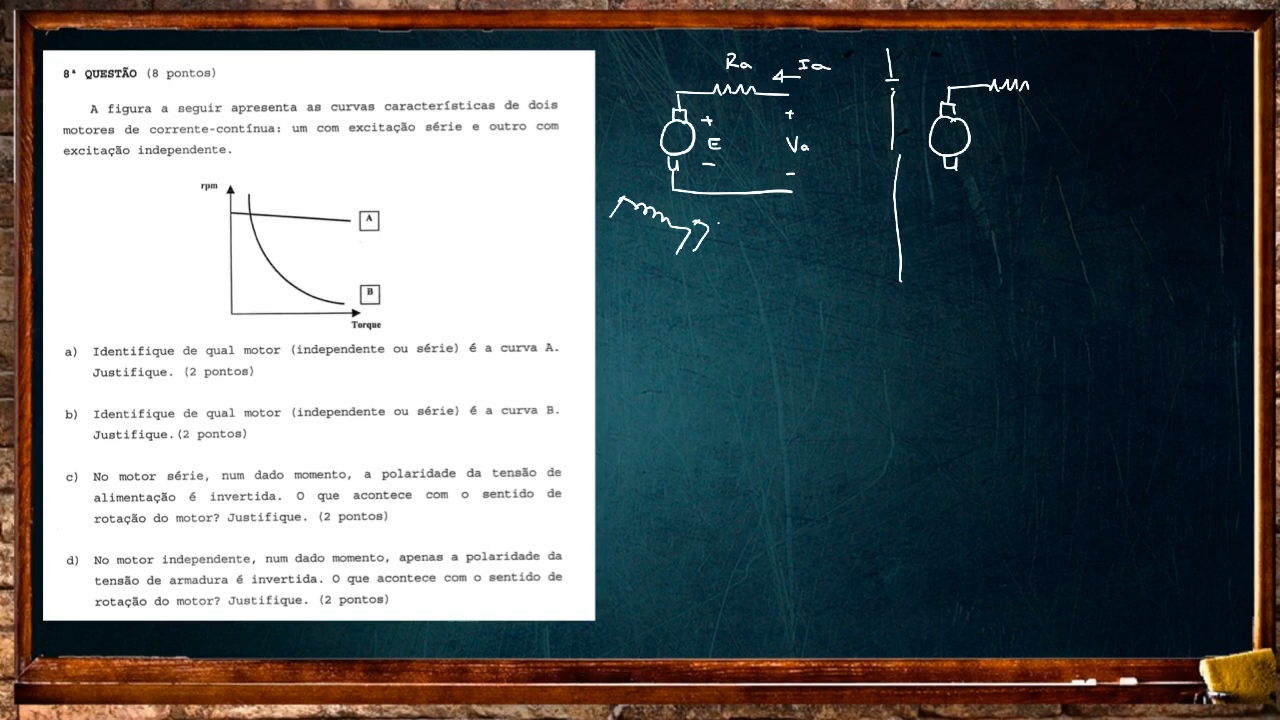 8ª QUESTÃO (8 pontos)
A figura a seguir apresenta as curvas características de dois
motores de corrente-contínua: um com excitação série e outro com
excitação independente.
rpm
A
B
Torque
a) Identifique de qual motor (independente ou série) é a curva A.
Justifique. (2 pontos)
b) Identifique de qual motor (independente ou série) é a curva B.
Justifique.(2 pontos)
c) No motor série, num dado momento, a polaridade da tensão de
alimentação é invertida. O que acontece com o sentido de
rotação do motor? Justifique. (2 pontos)
d) No motor independente, num dado momento, apenas a polaridade da
tensão de armadura é invertida. O que acontece com o sentido de
rotação do motor? Justifique. (2 pontos)
Ra Ia
+ +
E Va
- -